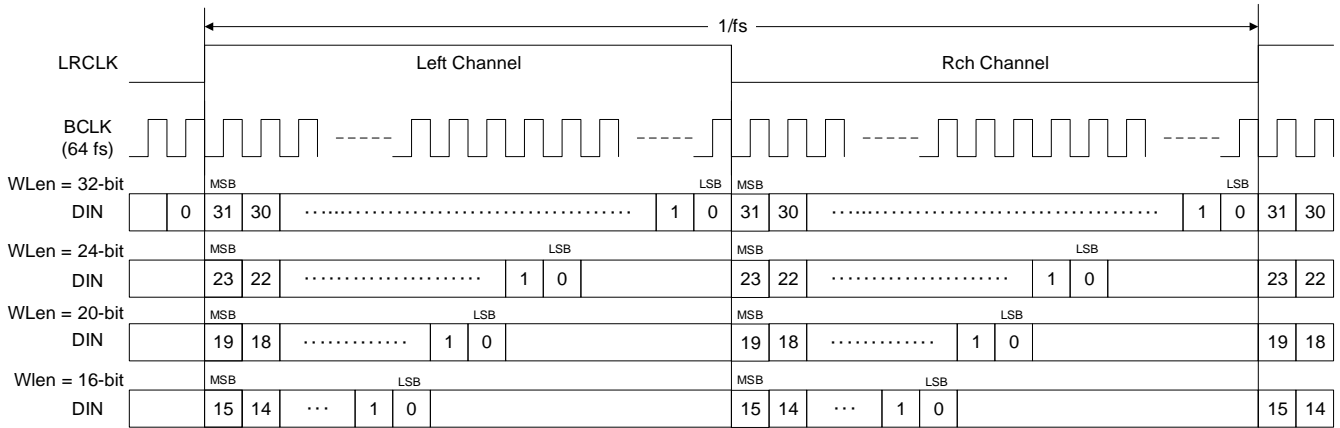 1/fs
LRCLK Left Channel Rch Channel
BCLK
(64 fs)
WLen = 32-bit MSB LSB MSB LSB
DIN 0 31 30 ................................... 1 0 31 30 ................................... 1 0 31 30
WLen = 24-bit MSB LSB MSB LSB
DIN 23 22 ..................... 1 0 23 22 ..................... 1 0 23 22
WLen = 20-bit MSB LSB MSB LSB
DIN 19 18 ............. 1 0 19 18 ............. 1 0 19 18
Wlen = 16-bit MSB LSB MSB LSB
DIN 15 14 ... 1 0 15 14 ... 1 0 15 14